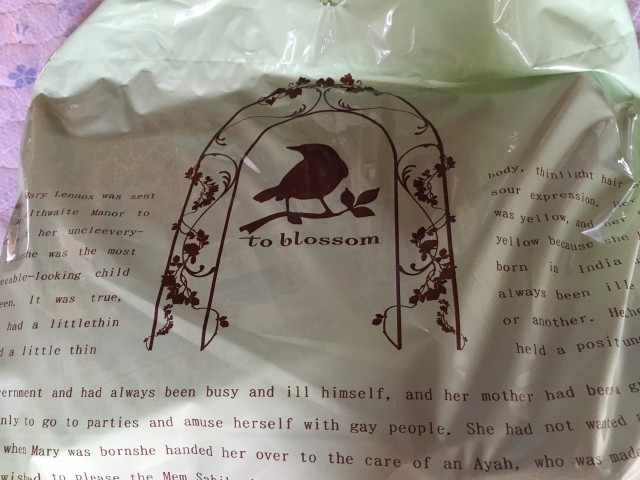 Mary Lennox was sent
lthwaite Manor to
her uncleevery-
she was the most
eeable-looking child
een. It was true,
had a littlethin
d a little thin
to blossom
body, thinlight hair
sour expression.
was yellow, and
yellow because she
born in India
always been ill
or another.
held a
ernment and had always been busy and ill himself, and her mother had been
nly to go to parties and amuse herself with gay people. She had not wanted
when Mary was bornshe handed her over to the care of an Ayah, who was made
wished to please the Mem Sahib